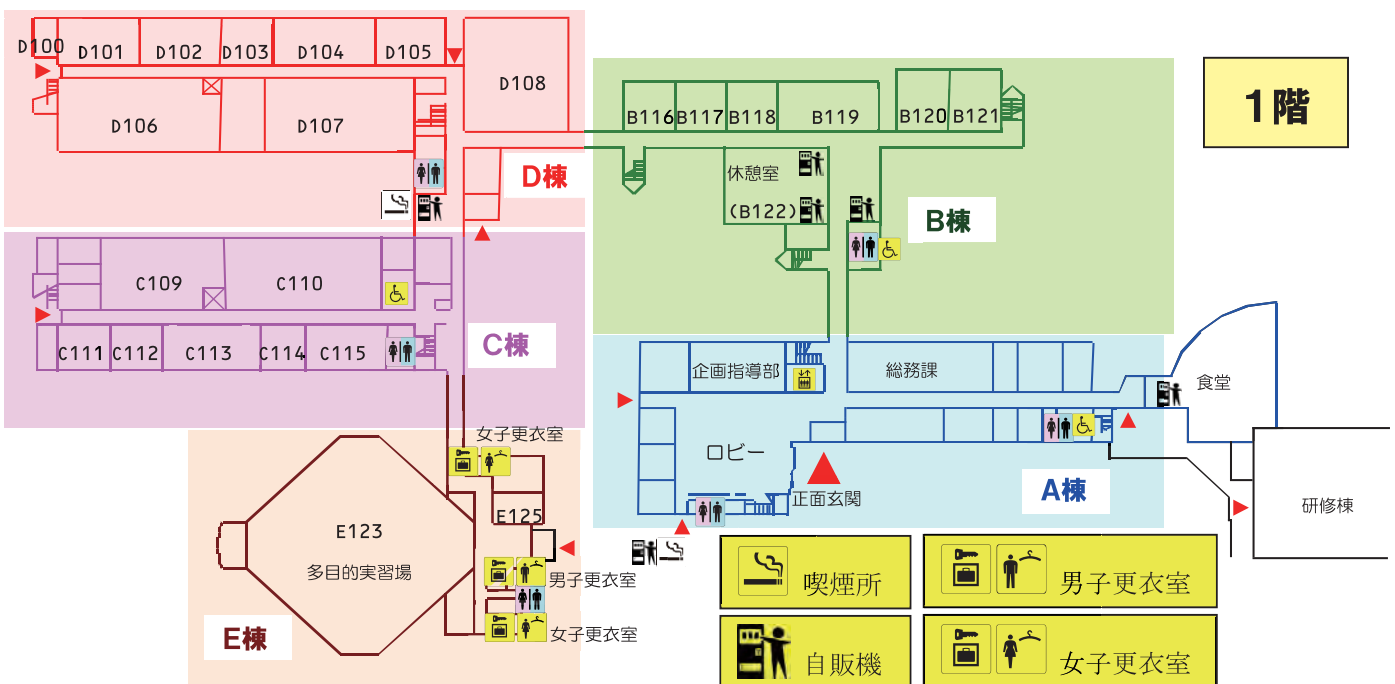 D100 D101 D102 D103 D104 D105
D108
D106 D107
D棟
B116 B117 B118 B119 B120 B121
休憩室
(B122)
B棟
1階
C109 C110
C111 C112 C113 C114 C115
C棟
企画指導部
総務課
食堂
ロビー
正面玄関
A棟
研修棟
女子更衣室
E125
E123
多目的実習場
男子更衣室
女子更衣室
E棟
喫煙所
男子更衣室
自販機
女子更衣室